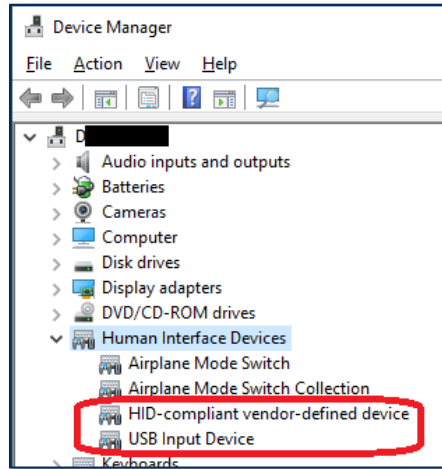 Device Manager
File Action View Help
D
Audio inputs and outputs
Batteries
Cameras
Computer
Disk drives
Display adapters
DVD/CD-ROM drives
Human Interface Devices
Airplane Mode Switch
Airplane Mode Switch Collection
HID-compliant vendor-defined device
USB Input Device
Keyboards